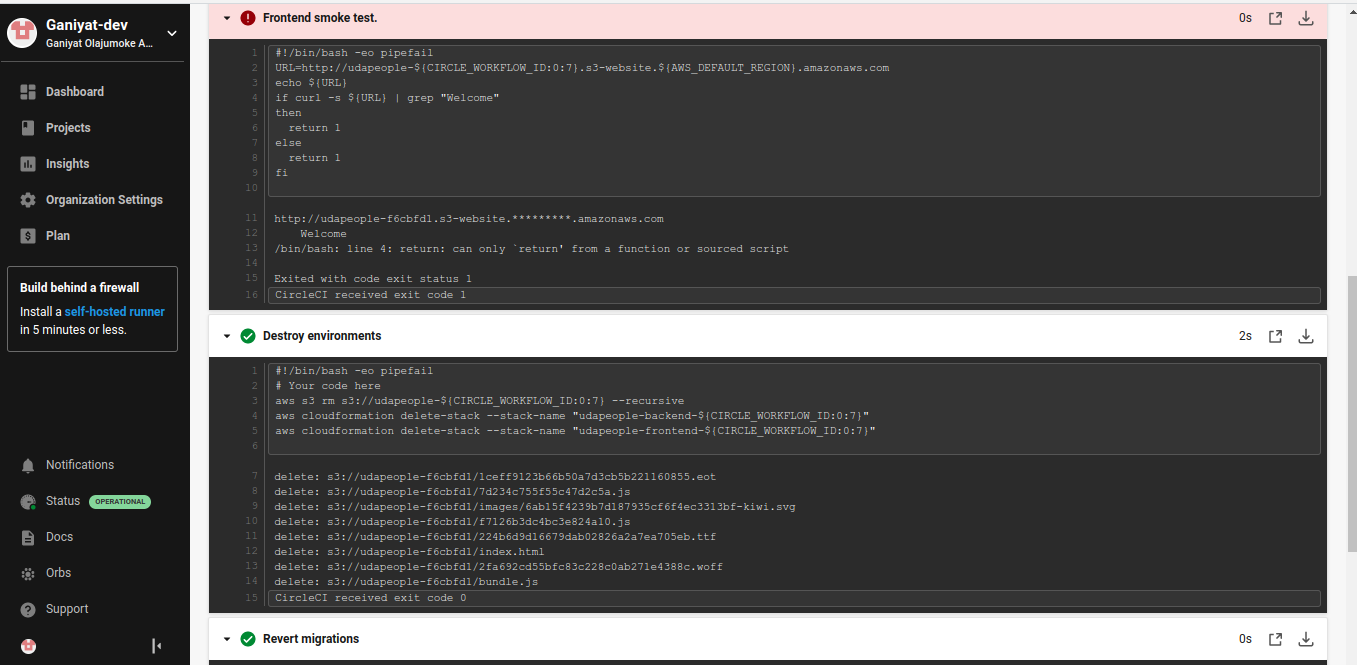 Ganiyat-dev
Ganiyat Olajumoke A...
Dashboard
Projects
Insights
Organization Settings
Plan
Build behind a firewall
Install a self-hosted runner
in 5 minutes or less.
Notifications
Status OPERATIONAL
Docs
Orbs
Support
Frontend smoke test. 0s
1 #!/bin/bash -eo pipefail
2 URL=http://udapeople-${CIRCLE_WORKFLOW_ID:0:7}.s3-website.${AWS_DEFAULT_REGION}.amazonaws.com
3 echo ${URL}
4 if curl -s ${URL} | grep "Welcome"
5 then
6 return 1
7 else
8 return 1
9 fi
10
11 http://udapeople-f6cbfd1.s3-website.*********.amazonaws.com
12 Welcome
13 /bin/bash: line 4: return: can only `return' from a function or sourced script
14
15 Exited with code exit status 1
16 CircleCI received exit code 1
Destroy environments 2s
1 #!/bin/bash -eo pipefail
2 # Your code here
3 aws s3 rm s3://udapeople-${CIRCLE_WORKFLOW_ID:0:7} --recursive
4 aws cloudformation delete-stack --stack-name "udapeople-backend-${CIRCLE_WORKFLOW_ID:0:7}"
5 aws cloudformation delete-stack --stack-name "udapeople-frontend-${CIRCLE_WORKFLOW_ID:0:7}"
6
7 delete: s3://udapeople-f6cbfd1/1ceff9123b66b50a7d3cb5b221160855.eot
8 delete: s3://udapeople-f6cbfd1/7d234c755f55c47d2c5a.js
9 delete: s3://udapeople-f6cbfd1/images/6ab15f4239b7d187935cf6f4ec3313bf-kiwi.svg
10 delete: s3://udapeople-f6cbfd1/f7126b3dc4bc3e824a10.js
11 delete: s3://udapeople-f6cbfd1/224b6d9d16679dab02826a2a7ea705eb.ttf
12 delete: s3://udapeople-f6cbfd1/index.html
13 delete: s3://udapeople-f6cbfd1/2fa692cd55bfc83c228c0ab271e4388c.woff
14 delete: s3://udapeople-f6cbfd1/bundle.js
15 CircleCI received exit code 0
Revert migrations 0s